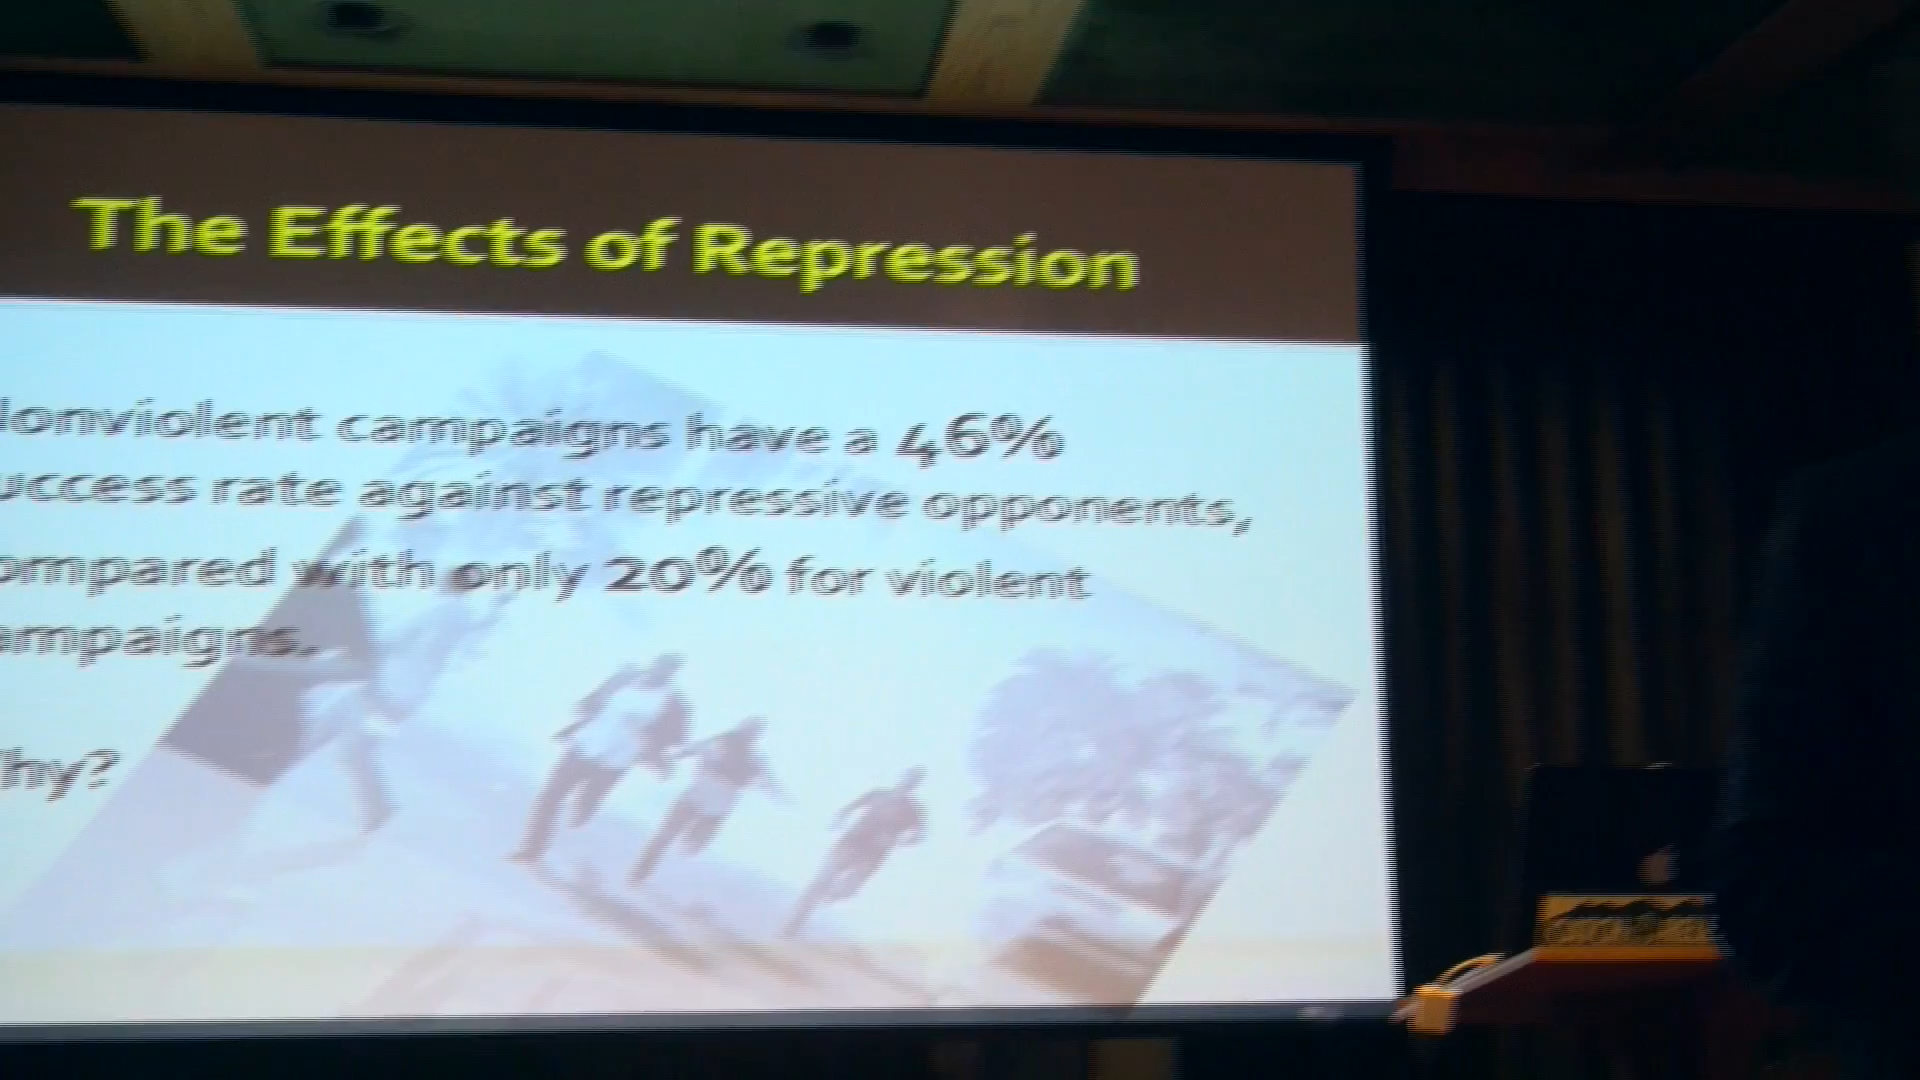 The Effects of Repression
onviolent campaigns have a 46%
uccess rate against repressive opponents,
ompared with only 20% for violent
ampaigns.
hy?